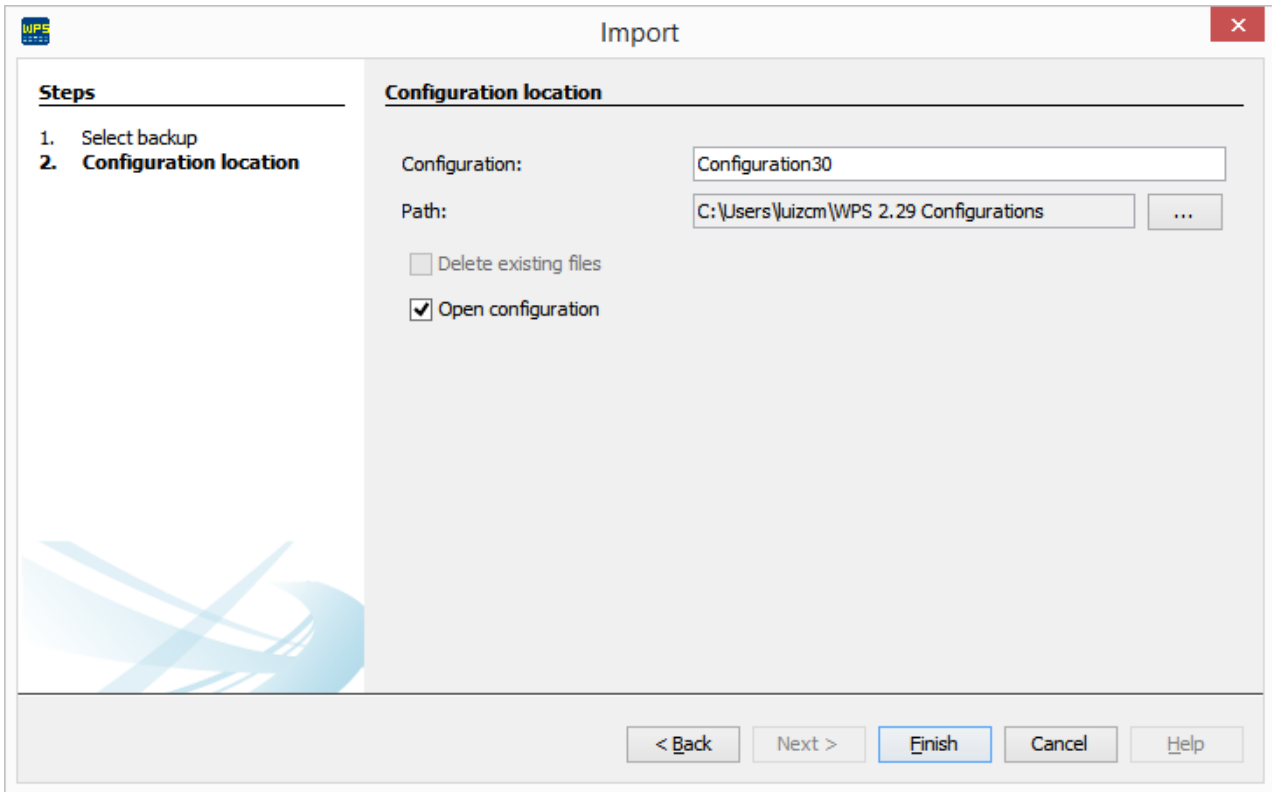 WPS
Import
Steps
1. Select backup
2. Configuration location
Configuration location
Configuration: Configuration30
Path: C:\Users\luizcm\WPS 2.29 Configurations ...
Delete existing files
Open configuration
< Back Next > Finish Cancel Help